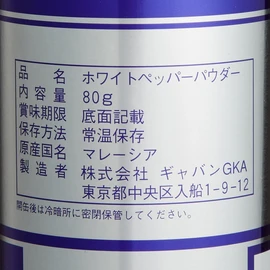 品名 ホワイトペッパーパウダー
内容量 80g
賞味期限 底面記載
保存方法 常温保存
原産国名 マレーシア
製造者 株式会社 ギャバンGKA
東京都中央区入船1-9-12
開缶後は冷暗所に密閉保管してください。